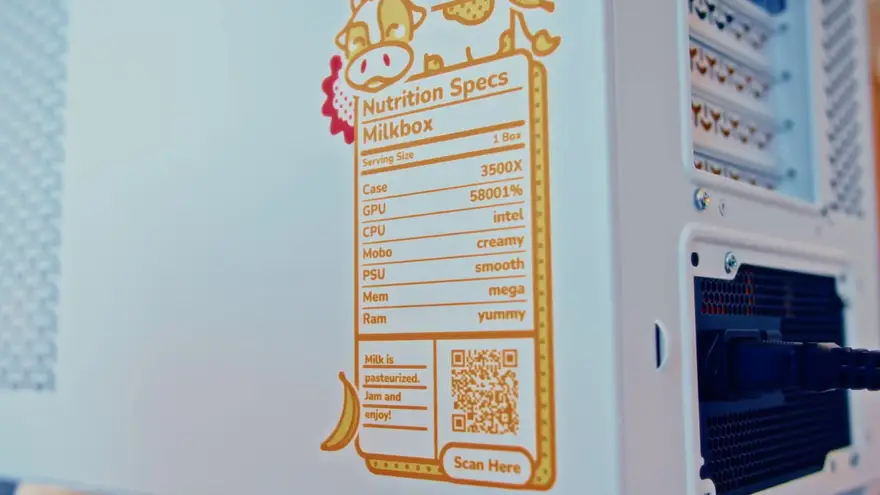 Nutrition Specs
Milkbox
Serving Size 1 Box
Case 3500X
GPU 58001%
CPU intel
Mobo creamy
PSU smooth
Mem mega
Ram yummy
Milk is
pasteurized.
Jam and
enjoy!
Scan Here